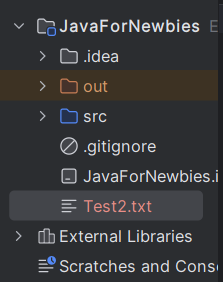 JavaForNewbies
.idea
out
src
.gitignore
JavaForNewbies.i
Test2.txt
External Libraries
Scratches and Conso